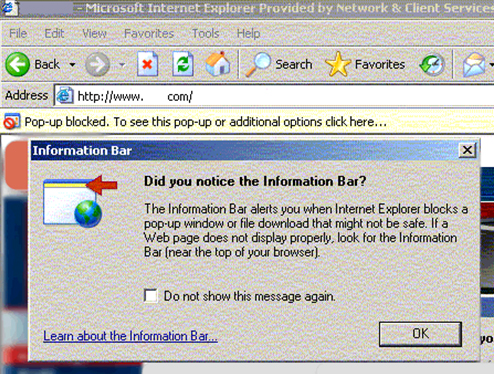 - Microsoft Internet Explorer Provided by Network & Client Services
File Edit View Favorites Tools Help
Back Search Favorites
Address http://www. com/
Pop-up blocked. To see this pop-up or additional options click here...
Information Bar
Did you notice the Information Bar?
The Information Bar alerts you when Internet Explorer blocks a
pop-up window or file download that might not be safe. If a
Web page does not display properly, look for the Information
Bar (near the top of your browser).
Do not show this message again.
Learn about the Information Bar...
OK